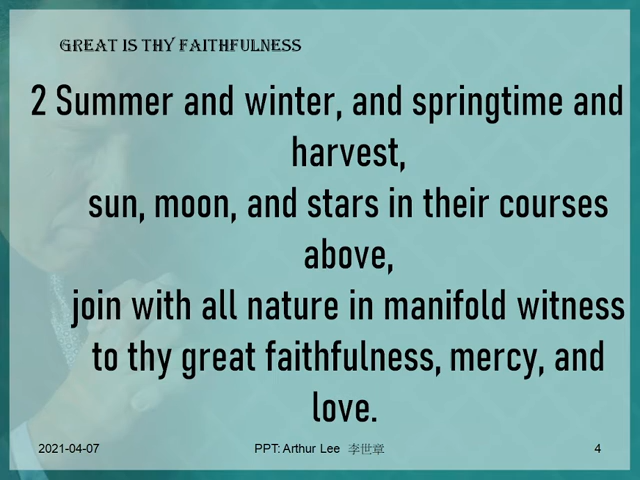 GREAT IS THY FAITHFULNESS
2 Summer and winter, and springtime and
harvest,
sun, moon, and stars in their courses
above,
join with all nature in manifold witness
to thy great faithfulness, mercy, and
love.
2021-04-07 PPT: Arthur Lee 李世章 4